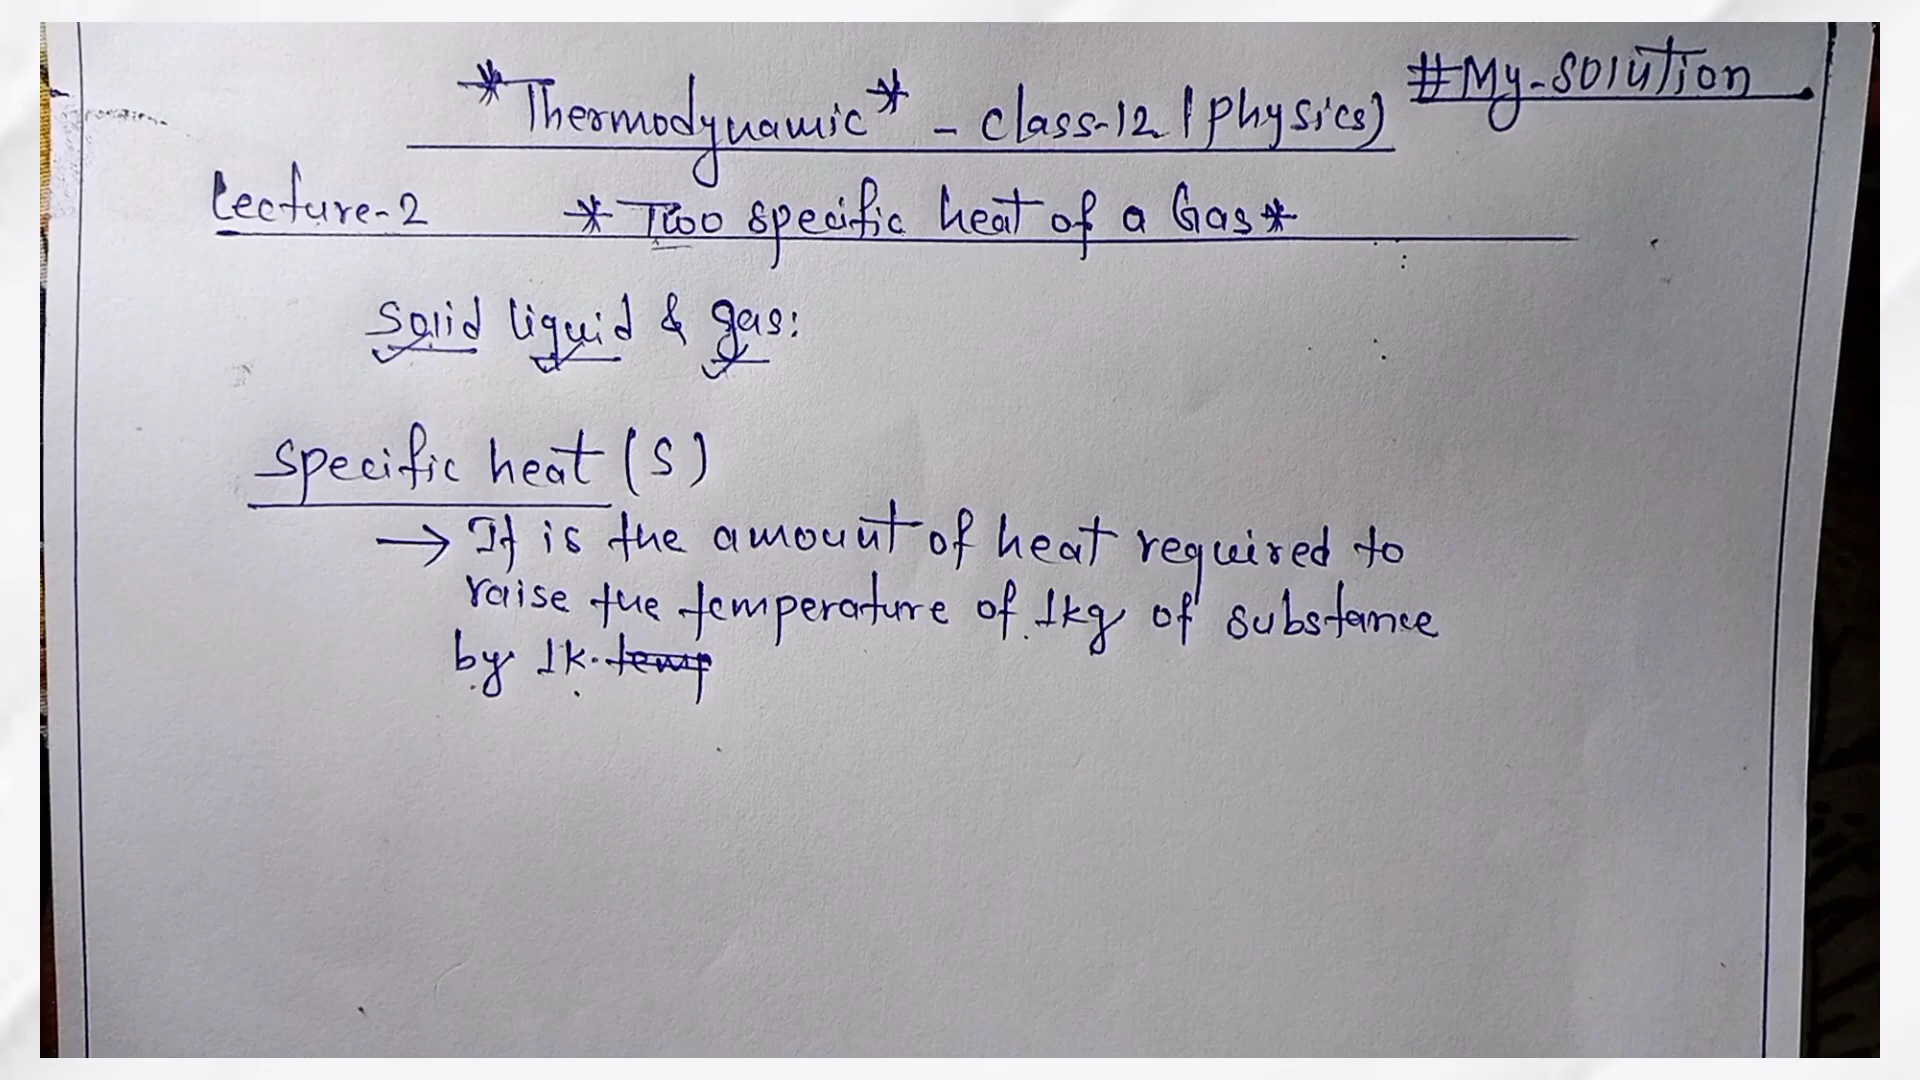 #My-solution
*Thermodynamic* - class-12 (physics)
Lecture-2 *Two specific heat of a Gas*
Solid liquid & gas:
specific heat (S)
→ It is the amount of heat required to
raise the temperature of 1kg of substance
by 1k. temp